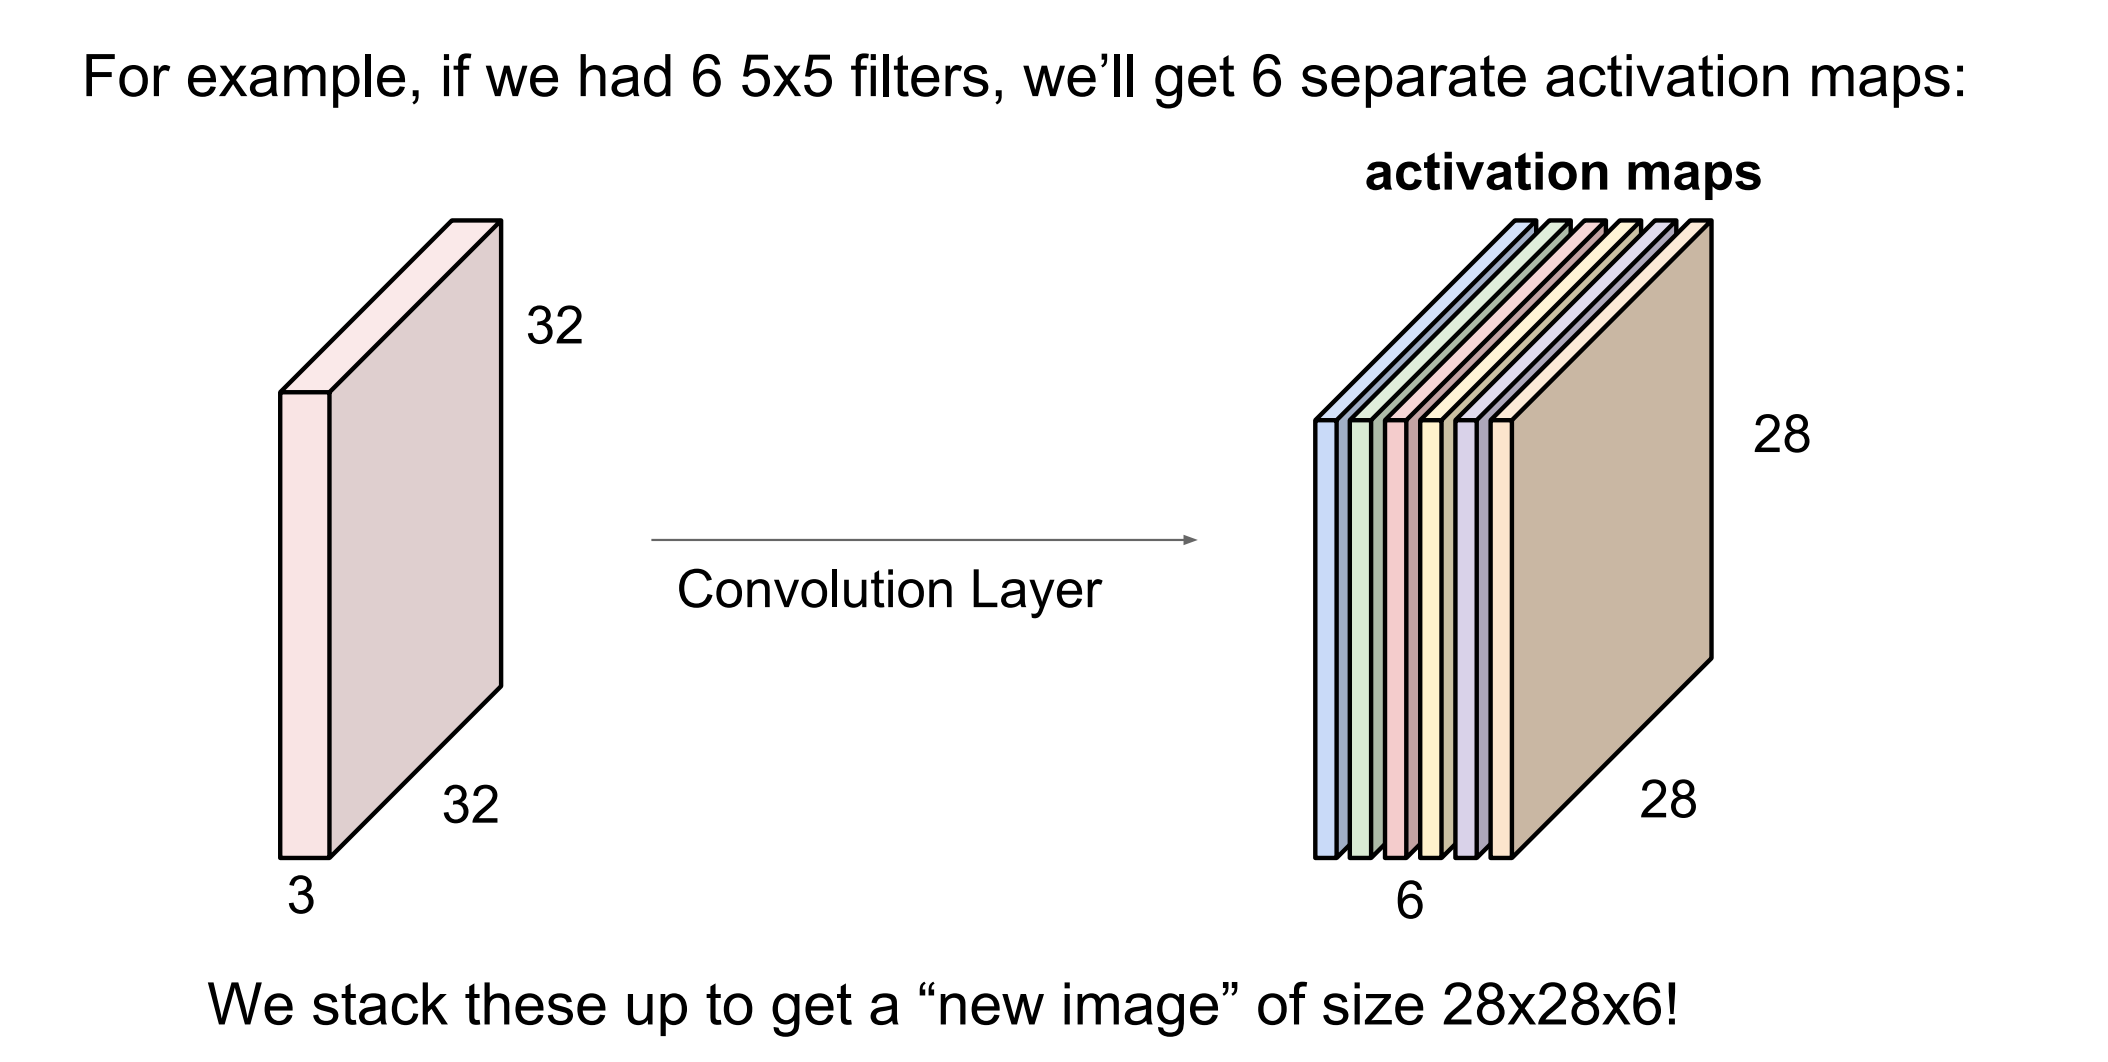 For example, if we had 6 5x5 filters, we’ll get 6 separate activation maps:
activation maps
32
32
3
Convolution Layer
28
28
6
We stack these up to get a “new image” of size 28x28x6!